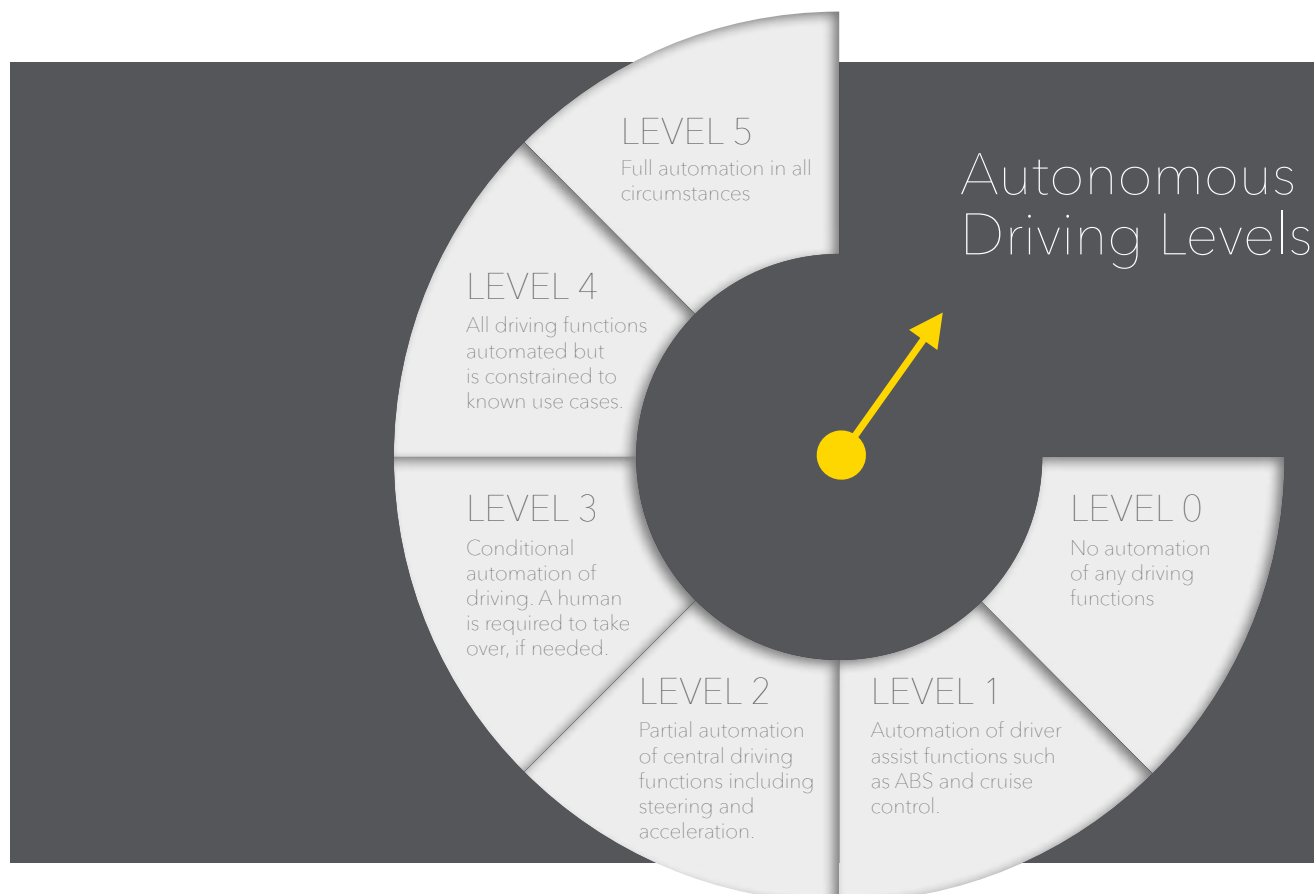 Autonomous
Driving Levels
LEVEL 5
Full automation in all
circumstances
LEVEL 4
All driving functions
automated but
is constrained to
known use cases.
LEVEL 3
Conditional
automation of
driving. A human
is required to take
over, if needed.
LEVEL 2
Partial automation
of central driving
functions including
steering and
acceleration.
LEVEL 1
Automation of driver
assist functions such
as ABS and cruise
control.
LEVEL 0
No automation
of any driving
functions